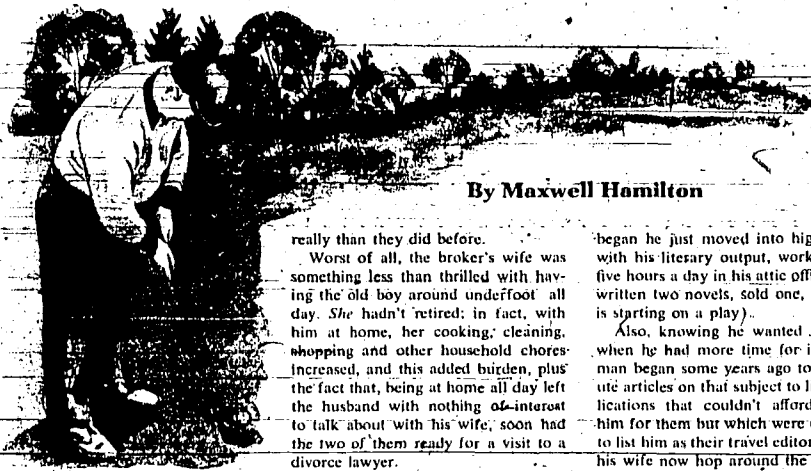 By Maxwell Hamilton
really than they did before.
Worst of all, the broker's wife was
something less than thrilled with hav-
ing the old boy around underfoot all
day. She hadn't retired; in fact, with
him at home, her cooking, cleaning,
shopping and other household chores
increased, and this added burden, plus
the fact that, being at home all day left
the husband with nothing of interest
to talk about with his wife, soon had
the two of them ready for a visit to a
divorce lawyer.
began he just moved into hig
with his literary output, work
five hours a day in his attic off
written two novels, sold one,
is starting on a play).
Also, knowing he wanted
when he had more time for i
man began some years ago to
ute articles on that subject to l
lications that couldn't afford
him for them but which were
to list him as their travel editor
his wife now hop around the